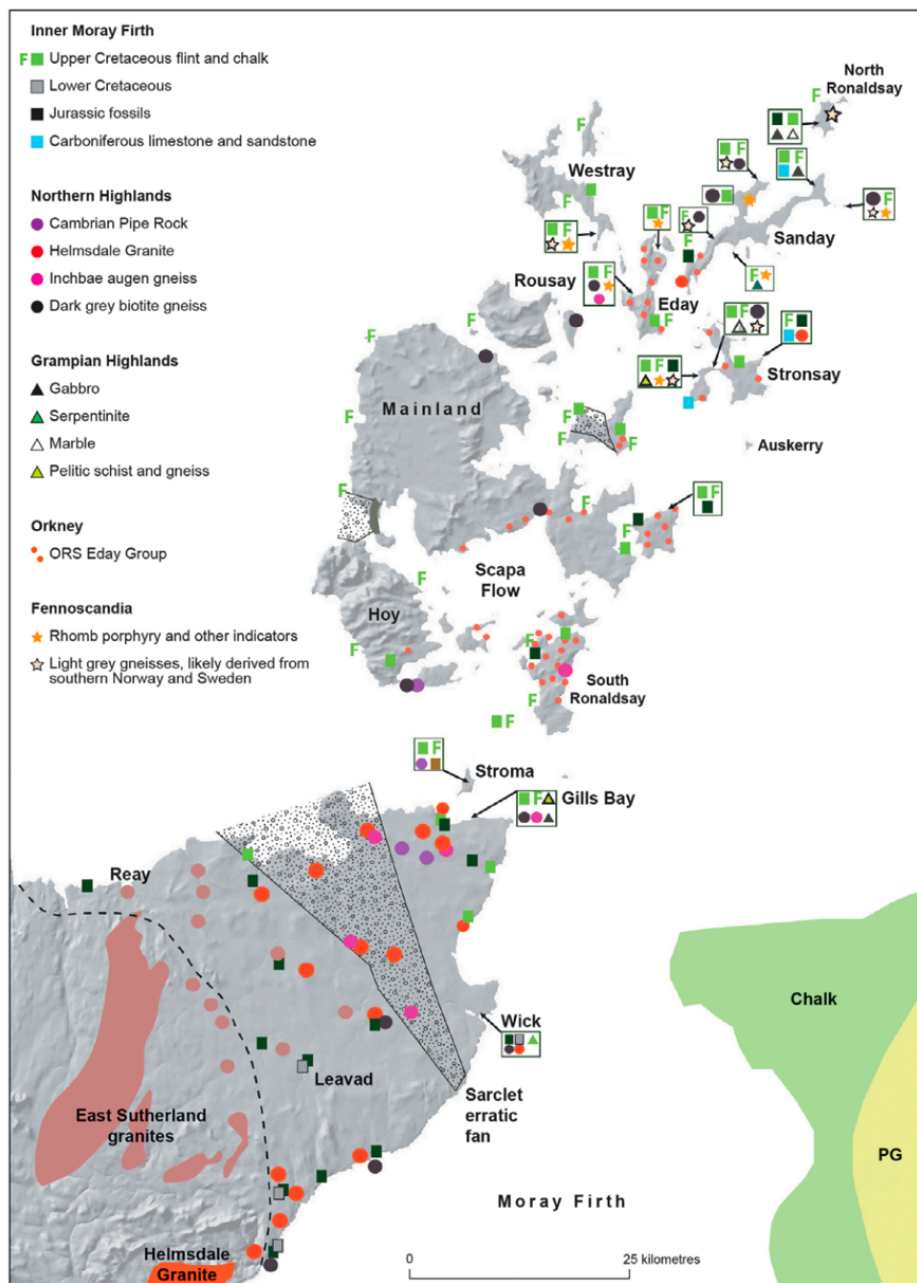 Inner Moray Firth
F Upper Cretaceous flint and chalk
Lower Cretaceous
Jurassic fossils
Carboniferous limestone and sandstone
Northern Highlands
Cambrian Pipe Rock
Helmsdale Granite
Inchbae augen gneiss
Dark grey biotite gneiss
Grampian Highlands
Gabbro
Serpentinite
Marble
Pelitic schist and gneiss
Orkney
ORS Eday Group
Fennoscandia
Rhomb porphyry and other indicators
Light grey gneisses, likely derived from
southern Norway and Sweden
North
Ronaldsay
F
F
F
F
Westray
F
F
F
F
F
F
F
Sanday
F
F
Rousay
F
Eday
F
F
F
F
F
F
F
Stronsay
Mainland
F
F
F
Auskerry
F
F
F
F
F
Scapa
Flow
F
Hoy
F
F
South
Ronaldsay
F
F
F
Stroma
F
Gills Bay
Reay
Chalk
Wick
Leavad
Sarclet
erratic
fan
East Sutherland
granites
PG
Moray Firth
Helmsdale
Granite
0
25 kilometres